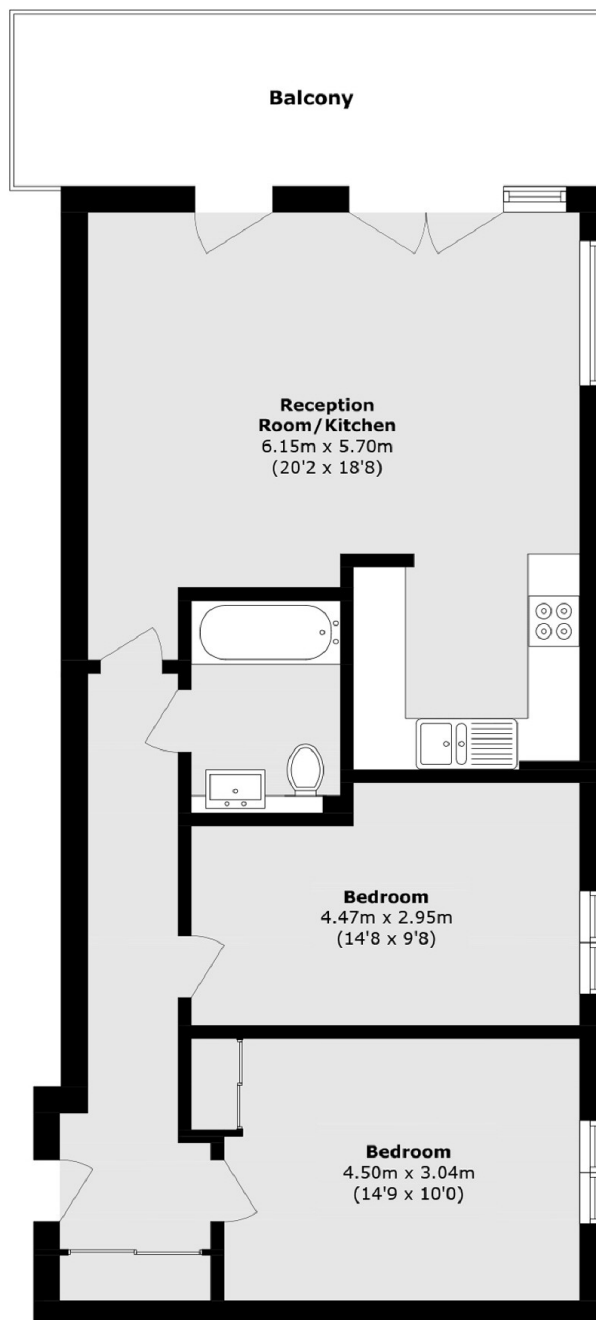 Balcony
Reception
Room/Kitchen
6.15m x 5.70m
(20'2 x 18'8)
Bedroom
4.47m x 2.95m
(14'8 x 9'8)
Bedroom
4.50m x 3.04m
(14'9 x 10'0)